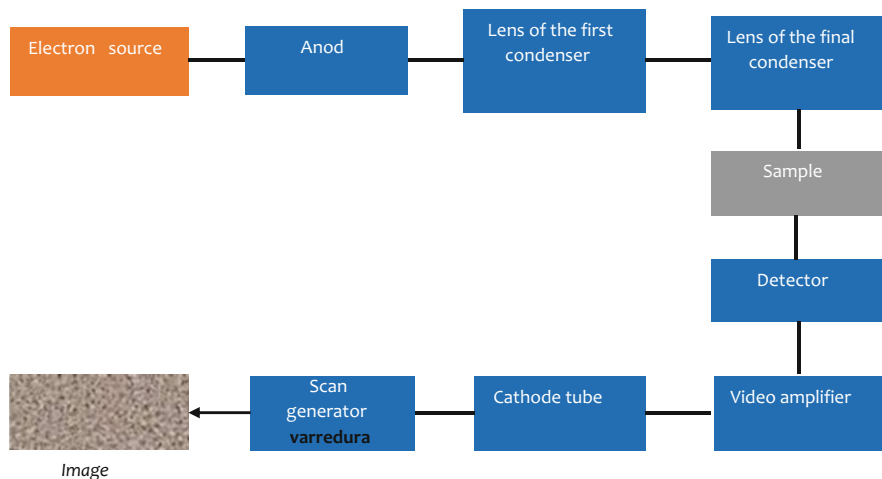 Electron source
Anod
Lens of the first
condenser
Lens of the final
condenser
Sample
Detector
Video amplifier
Cathode tube
Scan
generator
varredura
Image